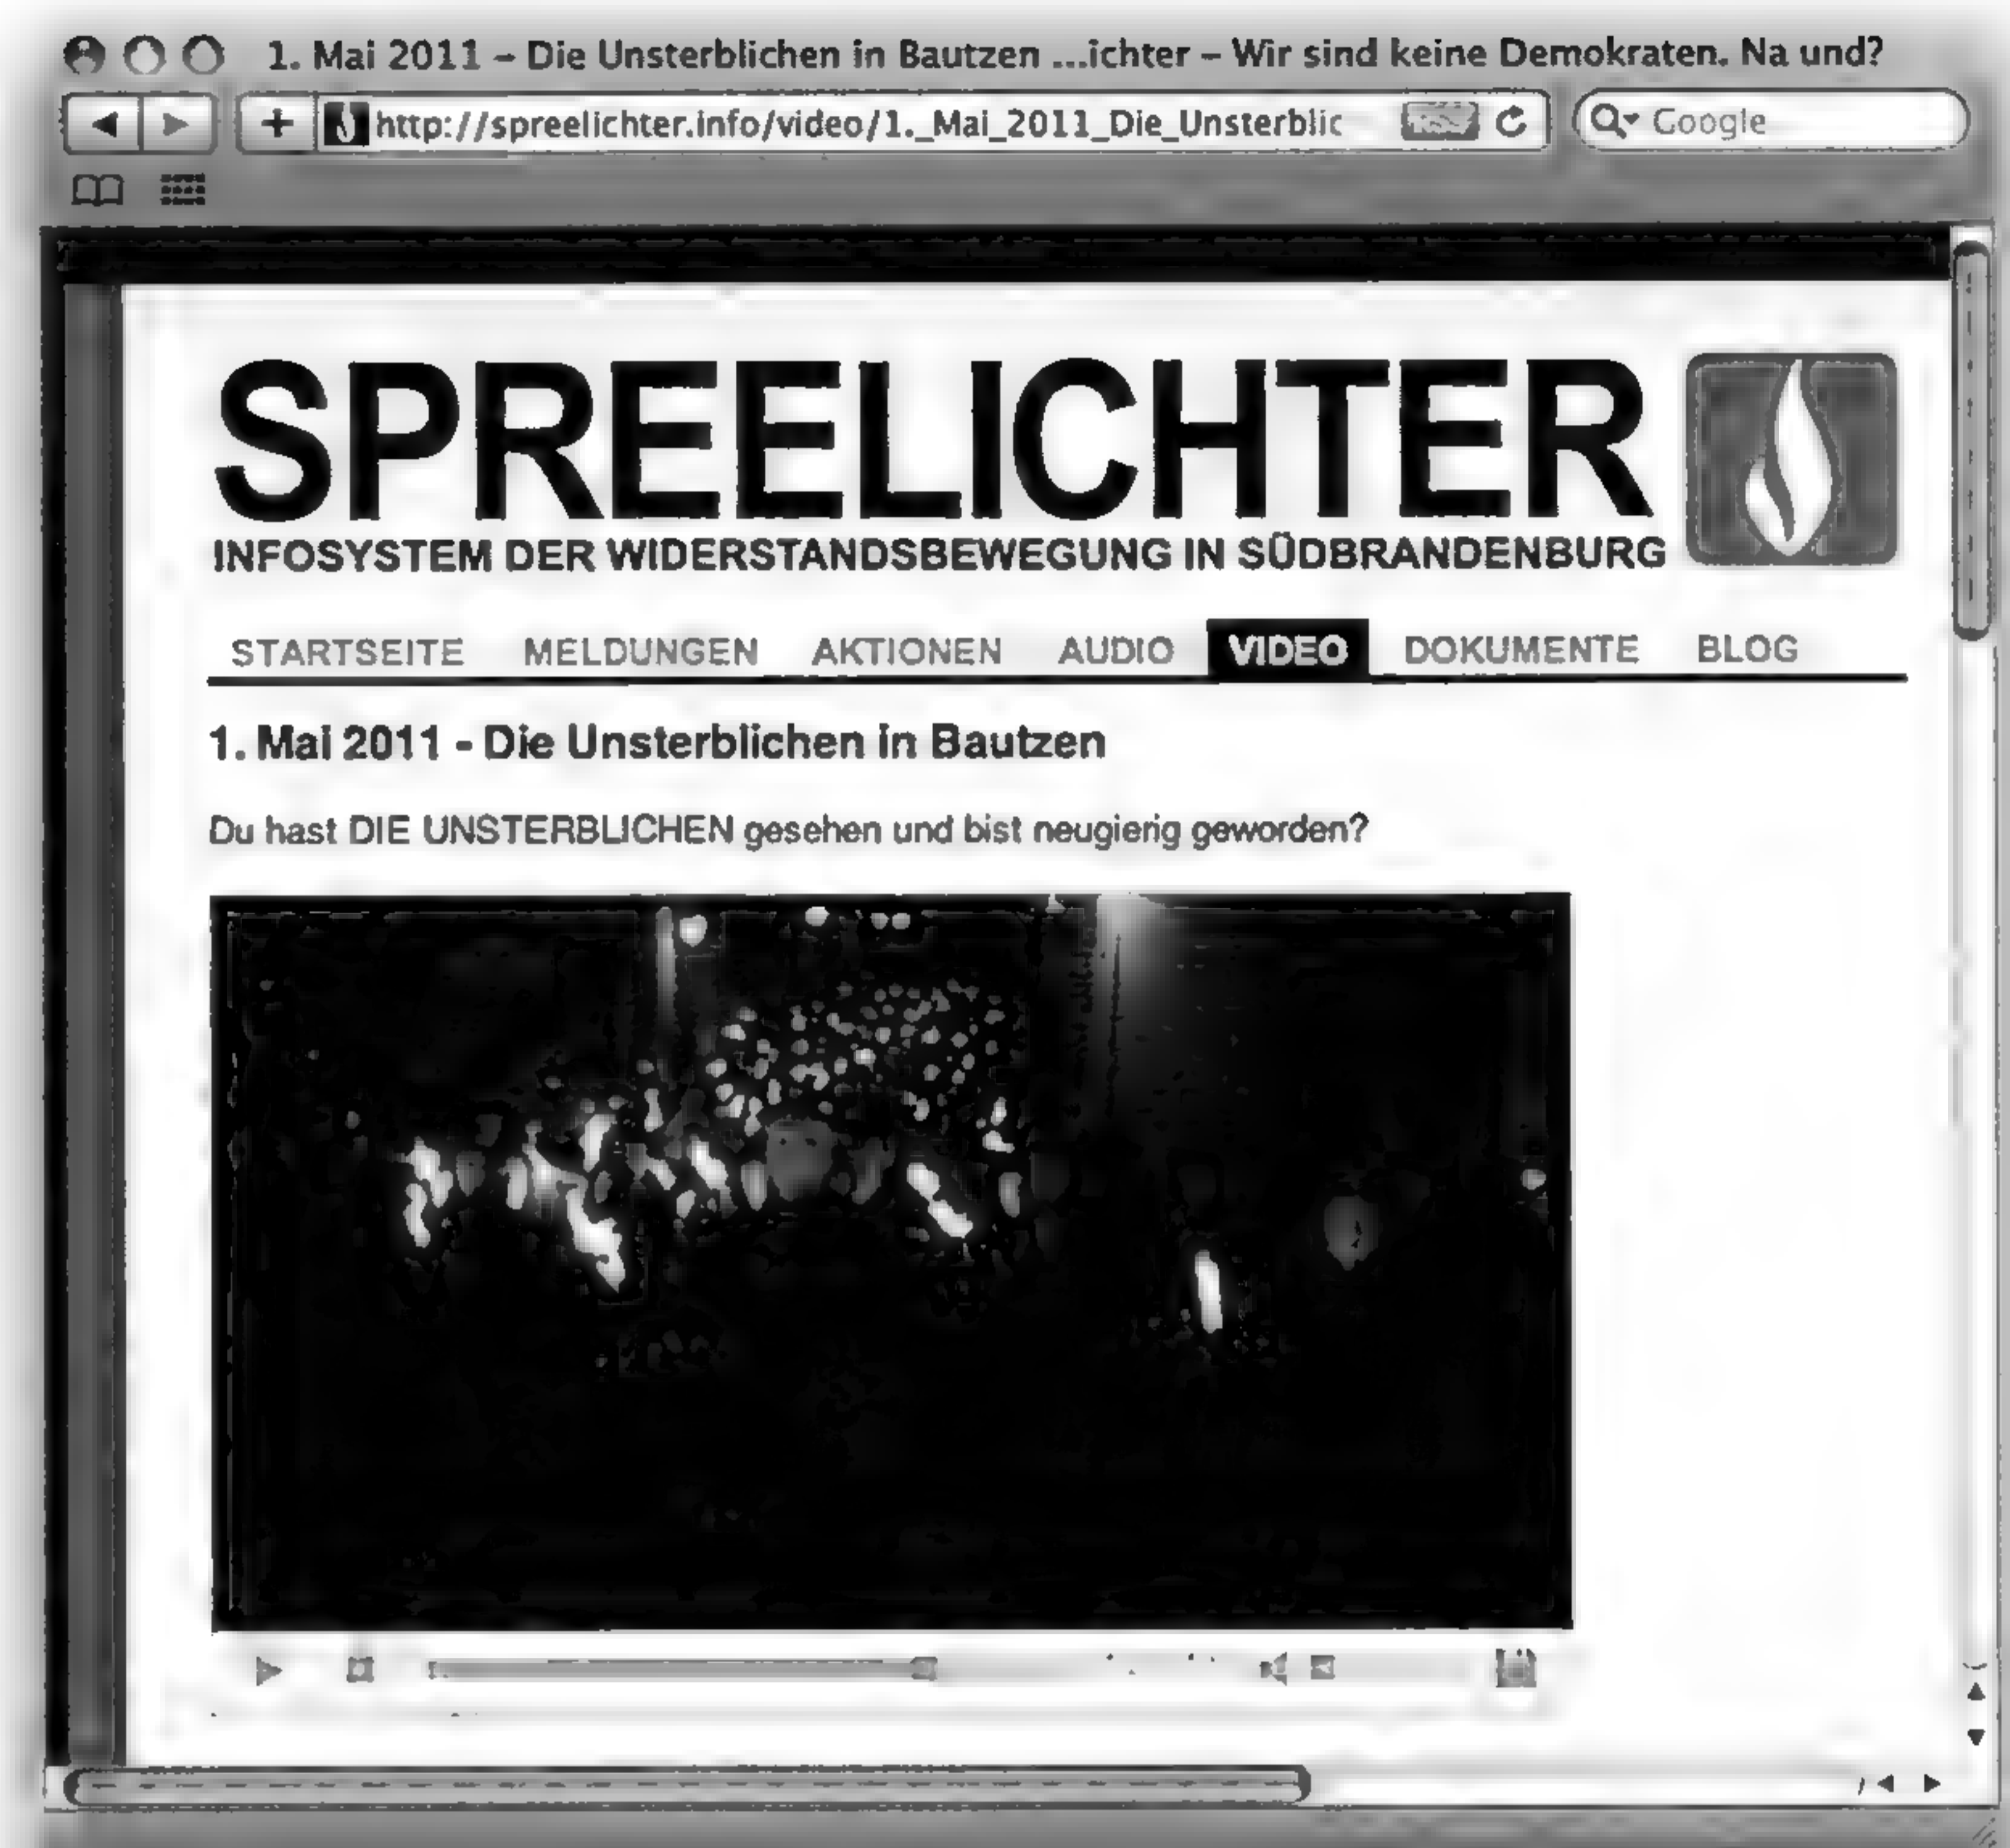 1. Mai 2011 – Die Unsterblichen in Bautzen ...ichter – Wir sind keine Demokraten. Na und?
http://spreelichter.info/video/1._Mai_2011_Die_Unsterblic
Google
SPREELICHTER
INFOSYSTEM DER WIDERSTANDSBEWEGUNG IN SÜDBRANDENBURG
STARTSEITE MELDUNGEN AKTIONEN AUDIO VIDEO DOKUMENTE BLOG
1. Mai 2011 - Die Unsterblichen in Bautzen
Du hast DIE UNSTERBLICHEN gesehen und bist neugierig geworden?